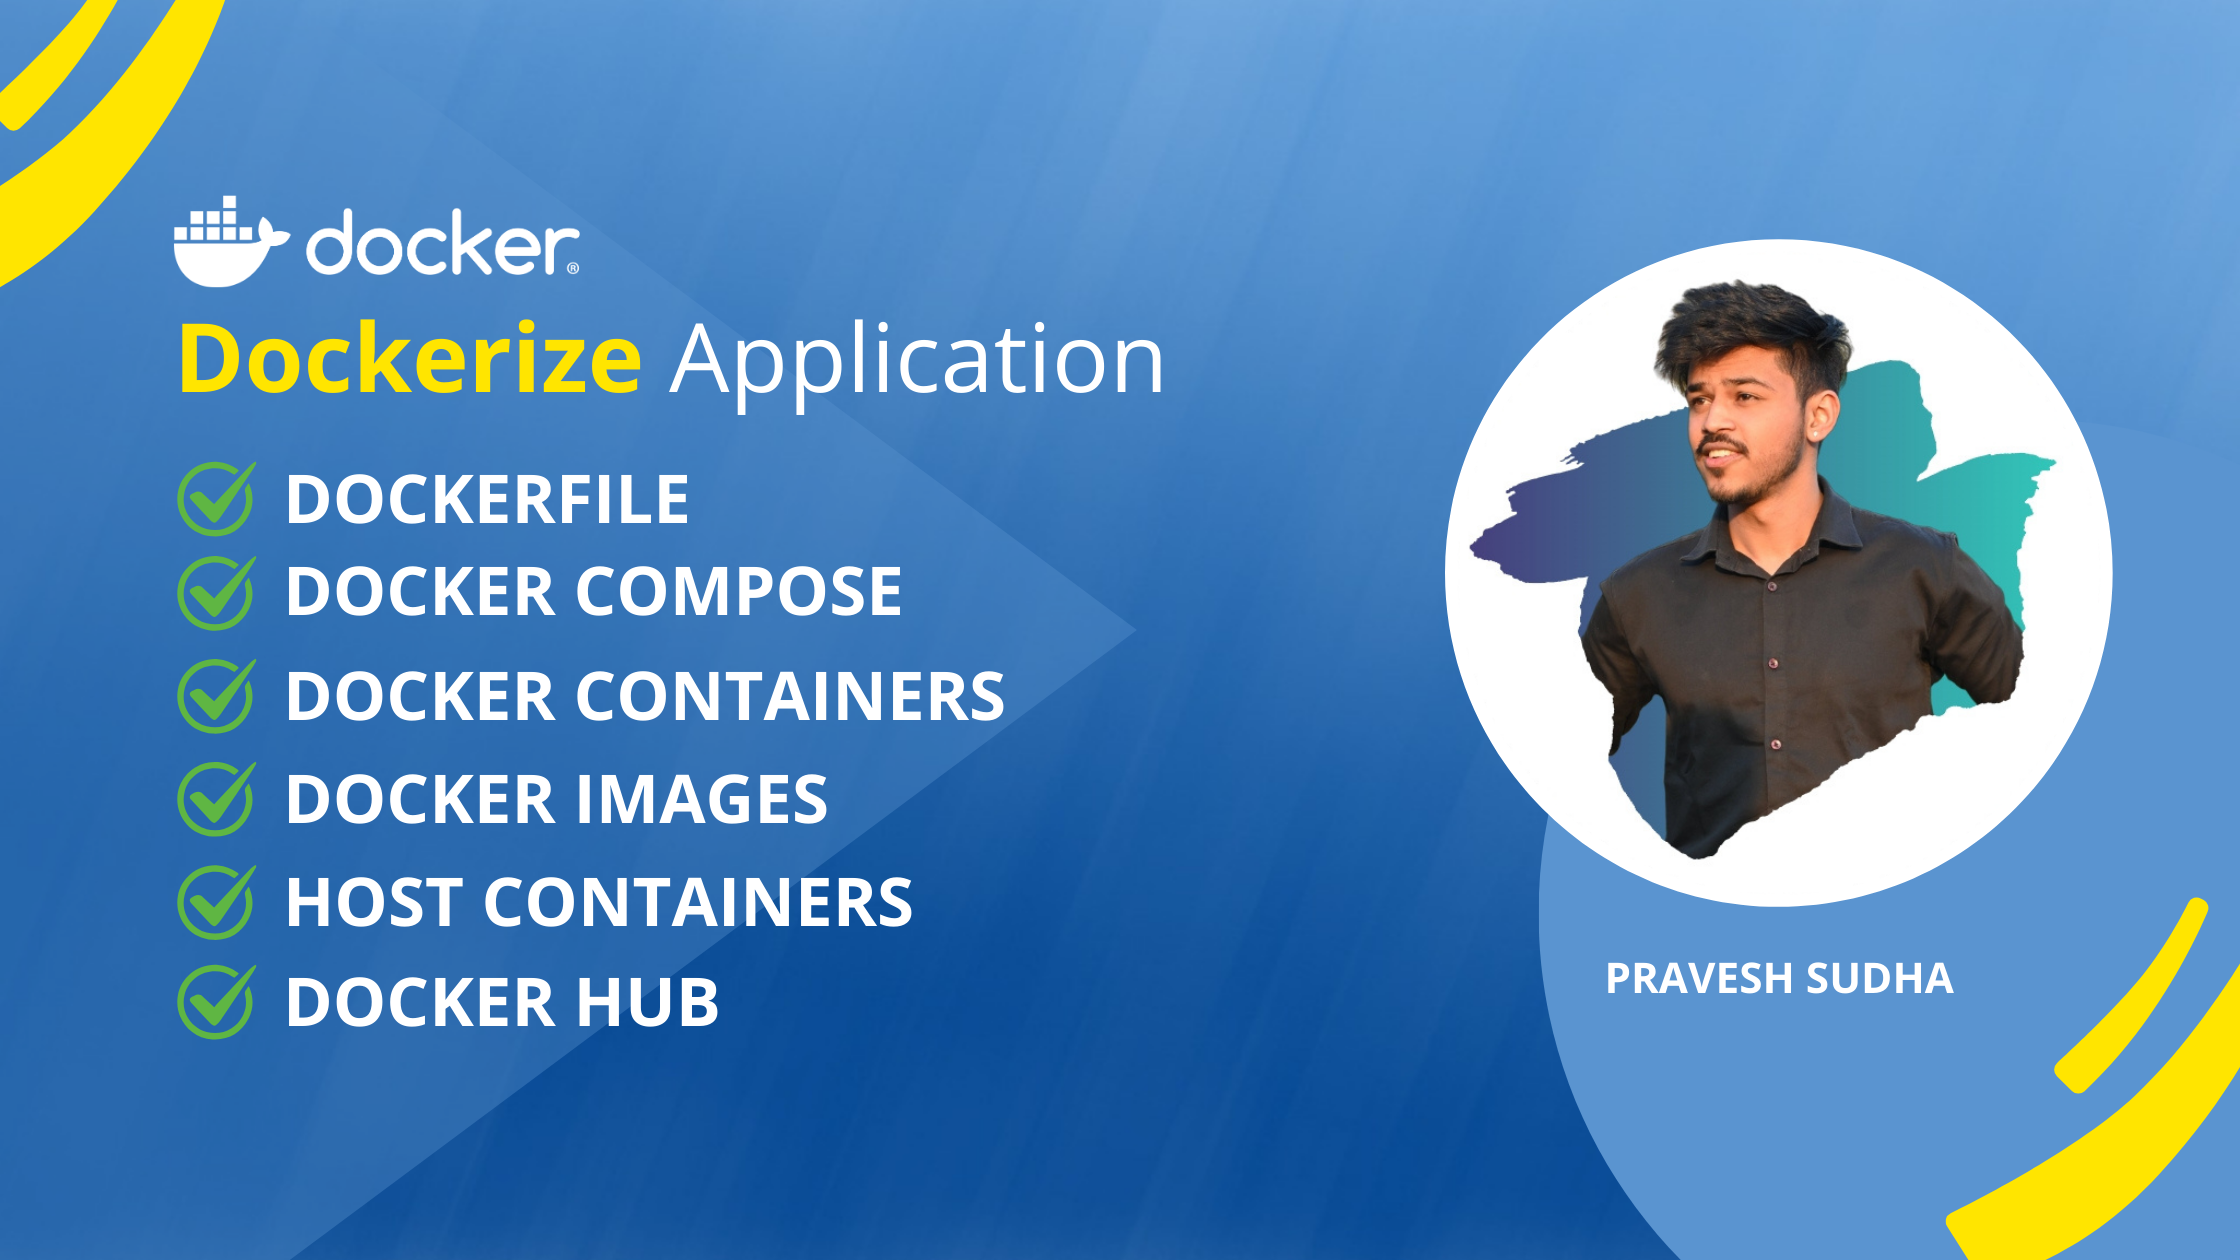 docker®
Dockerize Application
DOCKERFILE
DOCKER COMPOSE
DOCKER CONTAINERS
DOCKER IMAGES
HOST CONTAINERS
DOCKER HUB
PRAVESH SUDHA